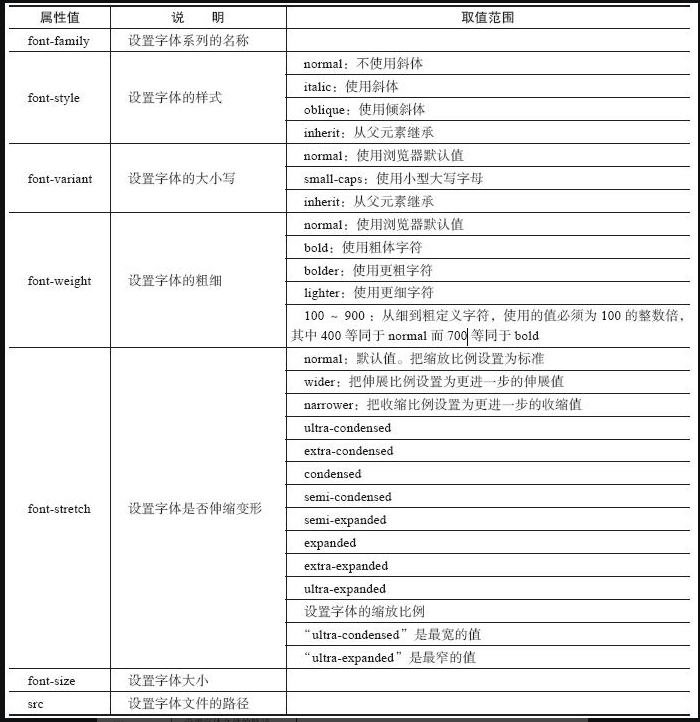 属性值 说 明 取值范围
font-family 设置字体系列的名称
font-style 设置字体的样式
normal：不使用斜体
italic：使用斜体
oblique：使用倾斜体
inherit：从父元素继承
font-variant 设置字体的大小写
normal：使用浏览器默认值
small-caps：使用小型大写字母
inherit：从父元素继承
font-weight 设置字体的粗细
normal：使用浏览器默认值
bold：使用粗体字符
bolder：使用更粗字符
lighter：使用更细字符
100 ~ 900：从细到粗定义字符，使用的值必须为 100 的整数倍，
其中 400 等同于 normal 而 700 等同于 bold
font-stretch 设置字体是否伸缩变形
normal：默认值。把缩放比例设置为标准
wider：把伸展比例设置为更进一步的伸展值
narrower：把收缩比例设置为更进一步的收缩值
ultra-condensed
extra-condensed
condensed
semi-condensed
semi-expanded
expanded
extra-expanded
ultra-expanded
设置字体的缩放比例
“ultra-condensed”是最宽的值
“ultra-expanded”是最窄的值
font-size 设置字体大小
src 设置字体文件的路径